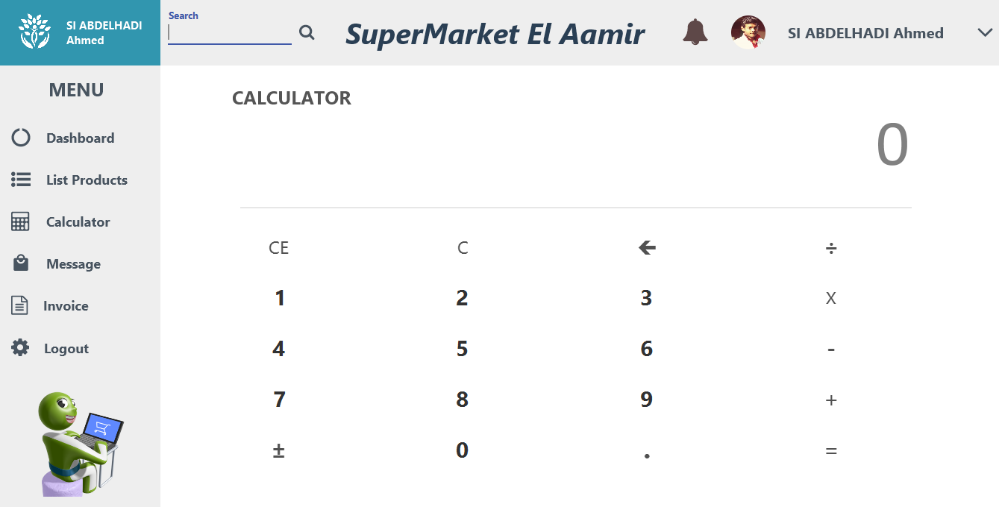 SI ABDELHADI
Ahmed
Search
SuperMarket El Aamir
SI ABDELHADI Ahmed
MENU
Dashboard
List Products
Calculator
Message
Invoice
Logout
CALCULATOR
0
CE C ÷
1 2 3 X
4 5 6 -
7 8 9 +
± 0 . =